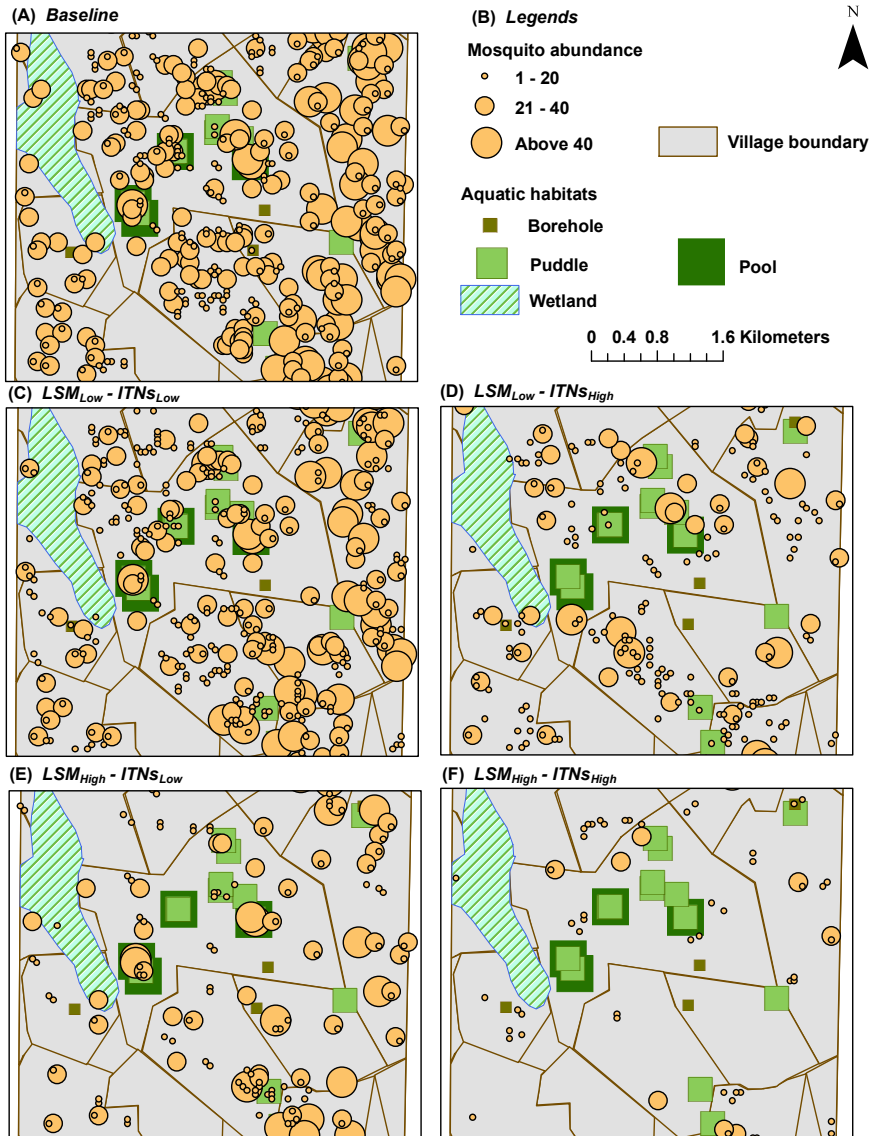 (A) Baseline
(B) Legends
N
Mosquito abundance
1 - 20
21 - 40
Above 40
Village boundary
Aquatic habitats
Borehole
Puddle
Pool
Wetland
0 0.4 0.8 1.6 Kilometers
(C) LSMLow - ITNsLow
(D) LSMLow - ITNsHigh
(E) LSMHigh - ITNsLow
(F) LSMHigh - ITNsHigh